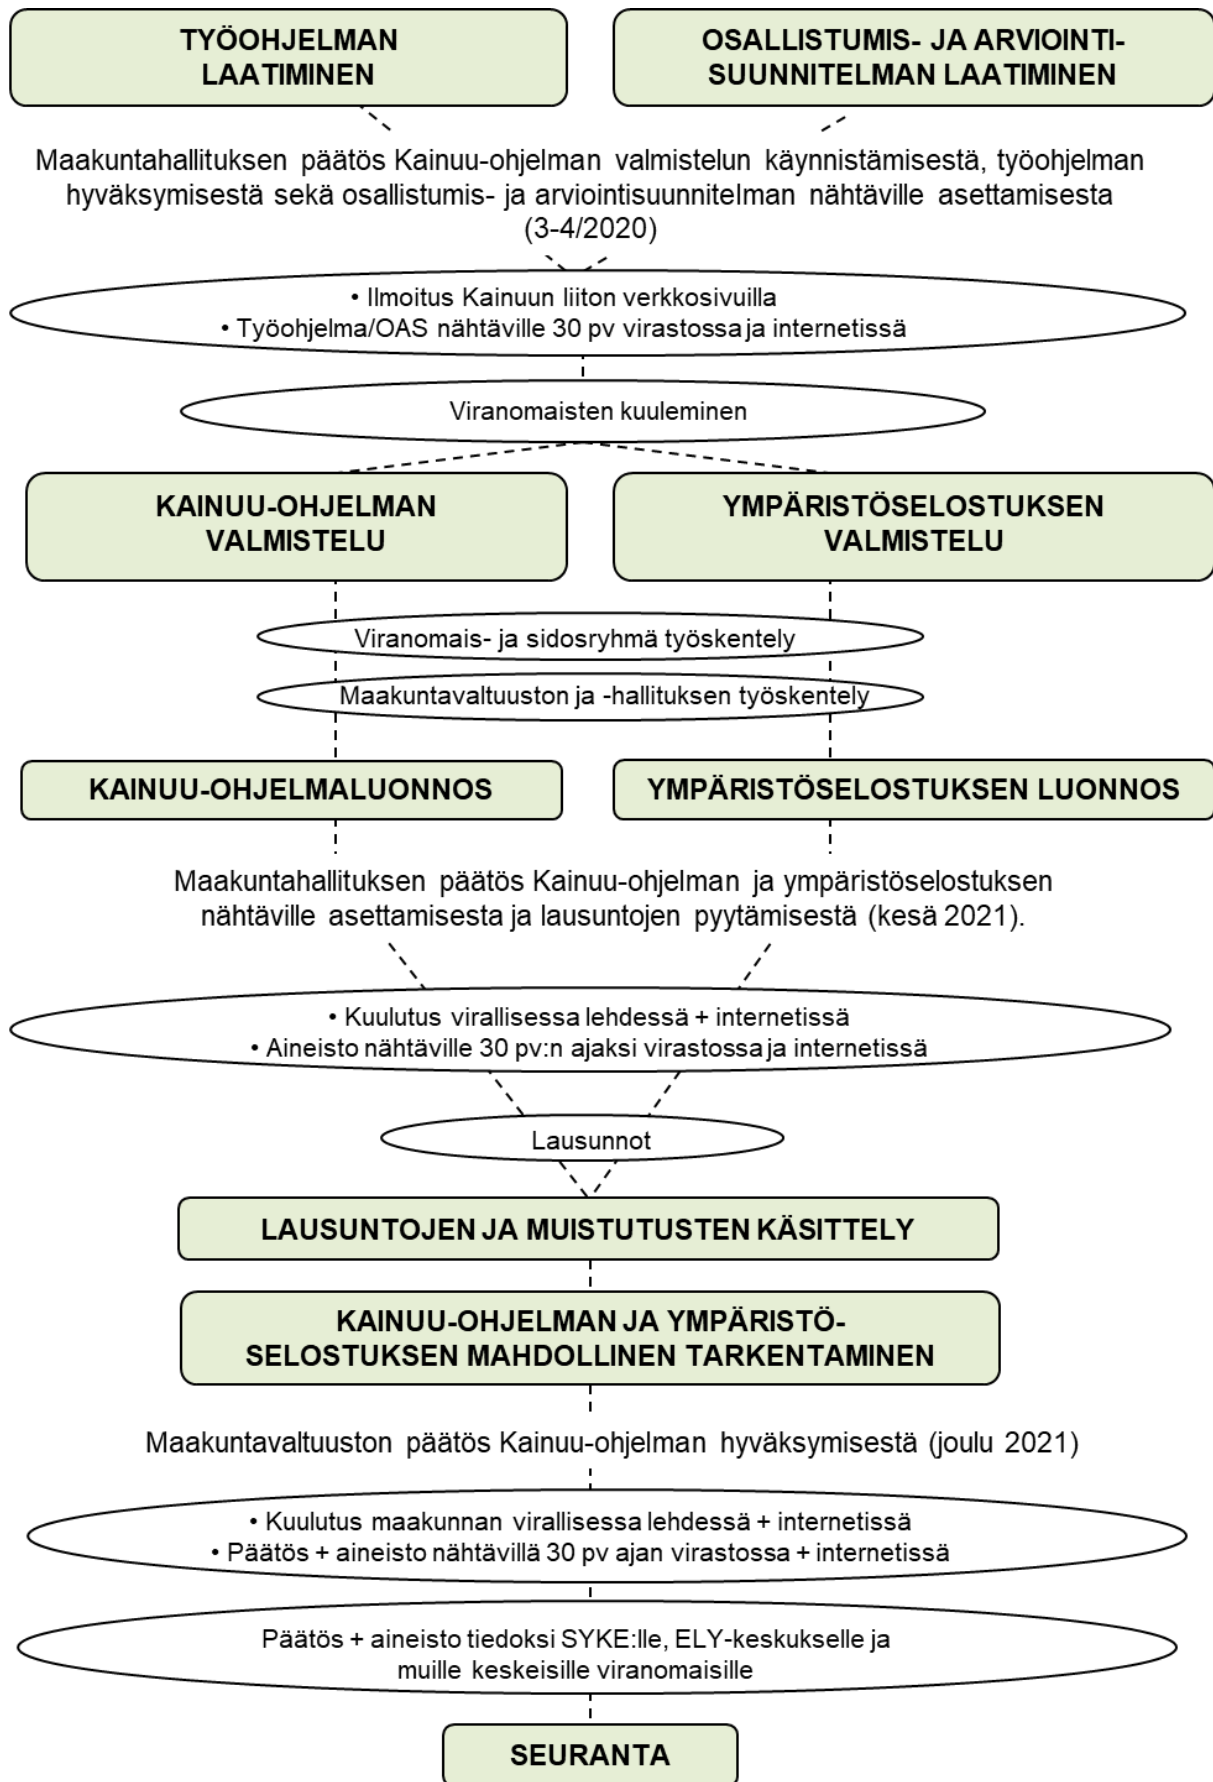 TYÖOHJELMAN
LAATIMINEN
OSALLISTUMIS- JA ARVIOINTI-
SUUNNITELMAN LAATIMINEN
Maakuntahallituksen päätös Kainuu-ohjelman valmistelun käynnistämisestä, työohjelman
hyväksymisestä sekä osallistumis- ja arviointisuunnitelman nähtäville asettamisesta
(3-4/2020)
• Ilmoitus Kainuun liiton verkkosivuilla
• Työohjelma/OAS nähtäville 30 pv virastossa ja internetissä
Viranomaisten kuuleminen
KAINUU-OHJELMAN
VALMISTELU
YMPÄRISTÖSELOSTUKSEN
VALMISTELU
Viranomais- ja sidosryhmä työskentely
Maakuntavaltuuston ja -hallituksen työskentely
KAINUU-OHJELMALUONNOS
YMPÄRISTÖSELOSTUKSEN LUONNOS
Maakuntahallituksen päätös Kainuu-ohjelman ja ympäristöselostuksen
nähtäville asettamisesta ja lausuntojen pyytämisestä (kesä 2021).
• Kuulutus virallisessa lehdessä + internetissä
• Aineisto nähtäville 30 pv:n ajaksi virastossa ja internetissä
Lausunnot
LAUSUNTOJEN JA MUISTUTUSTEN KÄSITTELY
KAINUU-OHJELMAN JA YMPÄRISTÖ-
SELOSTUKSEN MAHDOLLINEN TARKENTAMINEN
Maakuntavaltuuston päätös Kainuu-ohjelman hyväksymisestä (joulu 2021)
• Kuulutus maakunnan virallisessa lehdessä + internetissä
• Päätös + aineisto nähtävillä 30 pv ajan virastossa + internetissä
Päätös + aineisto tiedoksi SYKE:lle, ELY-keskukselle ja
muille keskeisille viranomaisille
SEURANTA